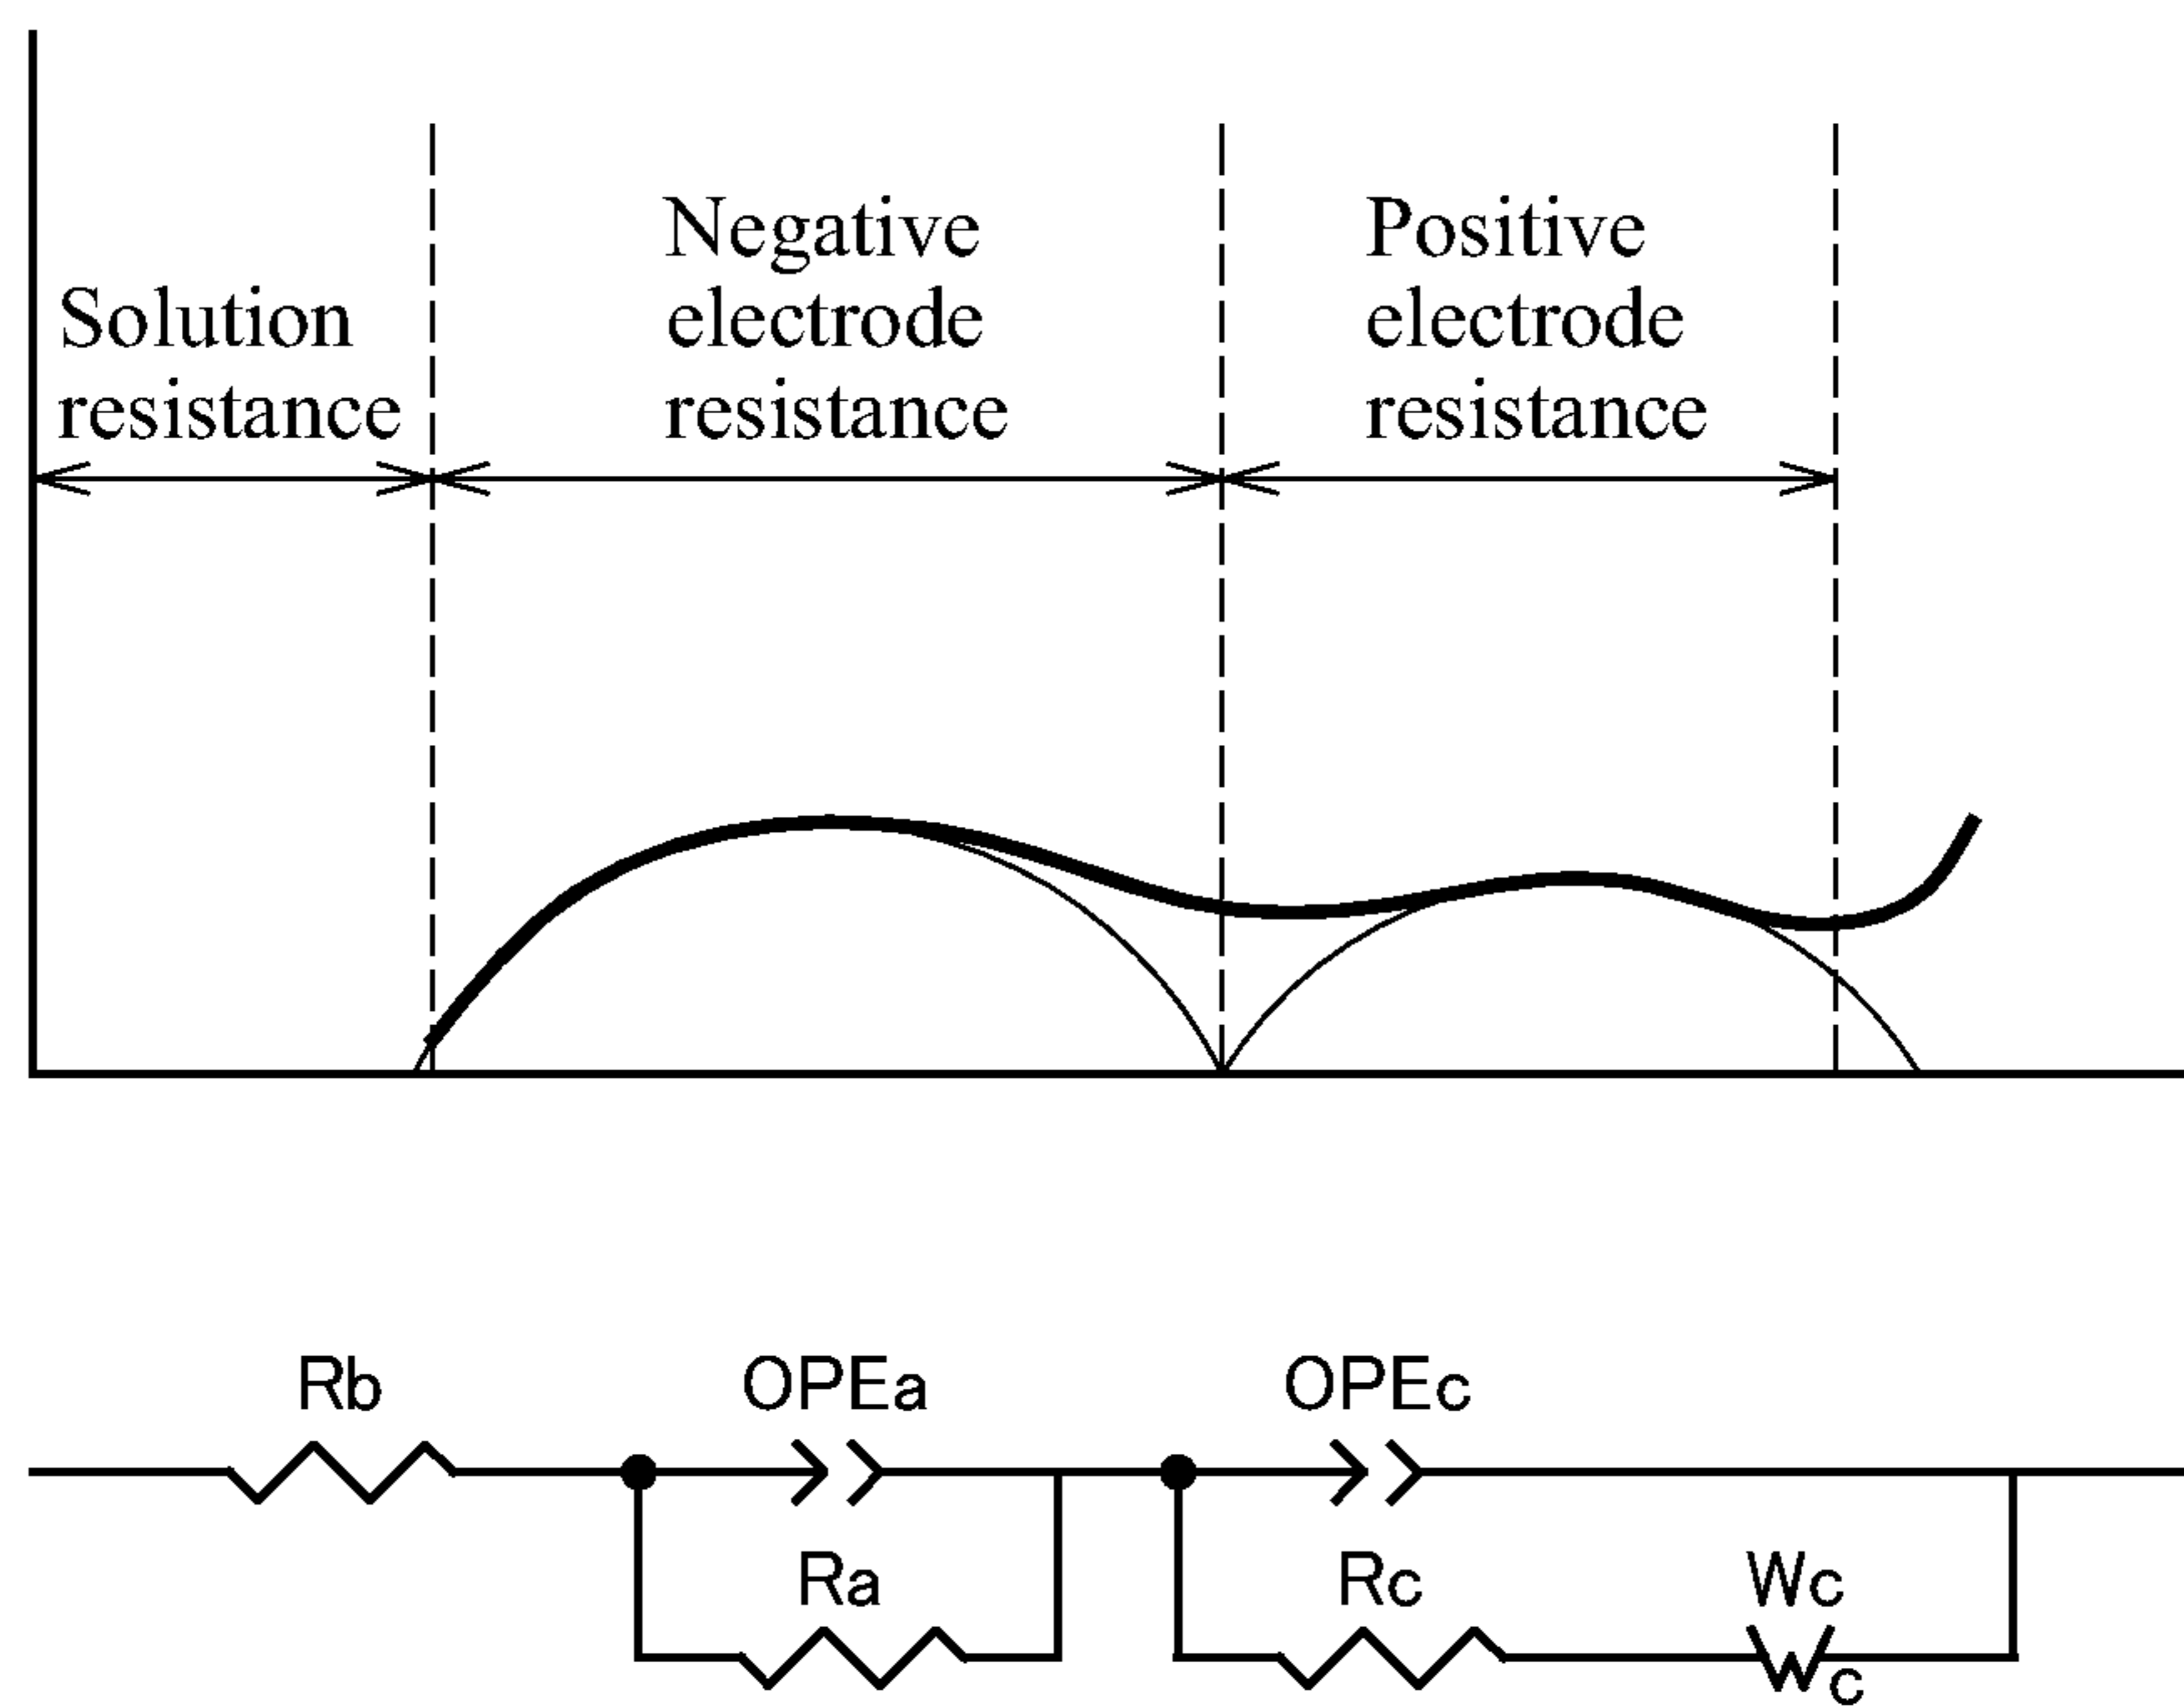 Solution
resistance
Negative
electrode
resistance
Positive
electrode
resistance
Rb
OPEa
OPEc
Ra
Rc
Wc
Wc